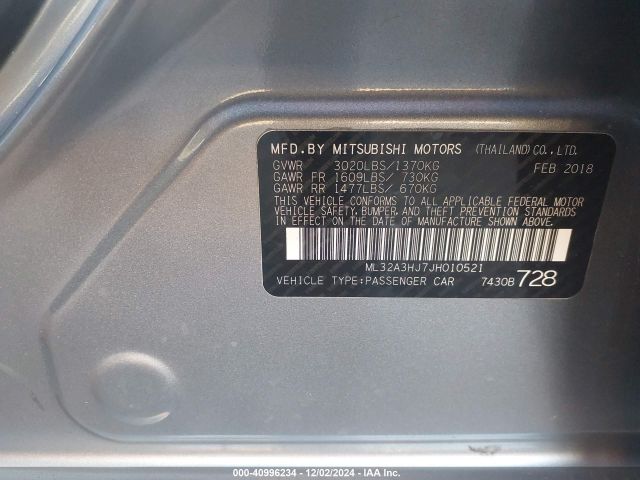 MFD. BY MITSUBISHI MOTORS (THAILAND) CO., LTD.
GVWR 3020LBS/1370KG FEB 2018
GAWR FR 1609LBS/ 730KG
GAWR RR 1477LBS/ 670KG
THIS VEHICLE CONFORMS TO ALL APPLICABLE FEDERAL MOTOR
VEHICLE SAFETY, BUMPER, AND THEFT PREVENTION STANDARDS
IN EFFECT ON THE DATE OF MANUFACTURE SHOWN ABOVE.
ML32A3HJ7JH010521
VEHICLE TYPE:PASSENGER CAR 7430B 728
000-40996234 - 12/02/2024 - IAA Inc.